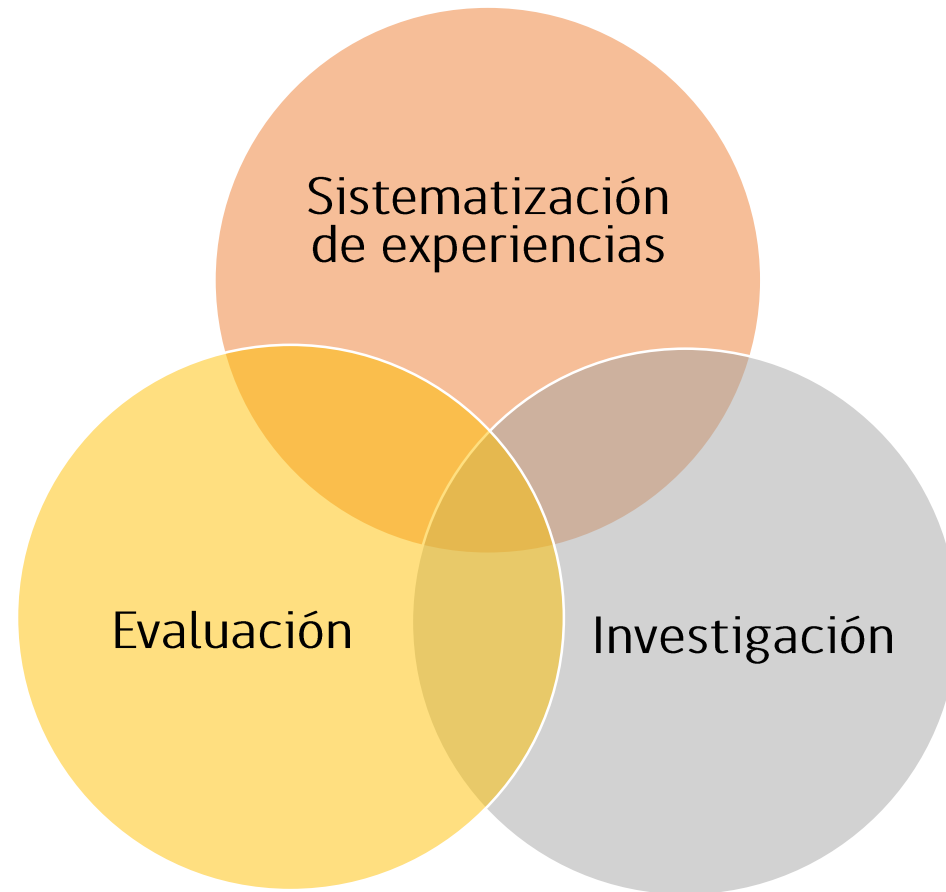 Sistematización
de experiencias
Evaluación
Investigación